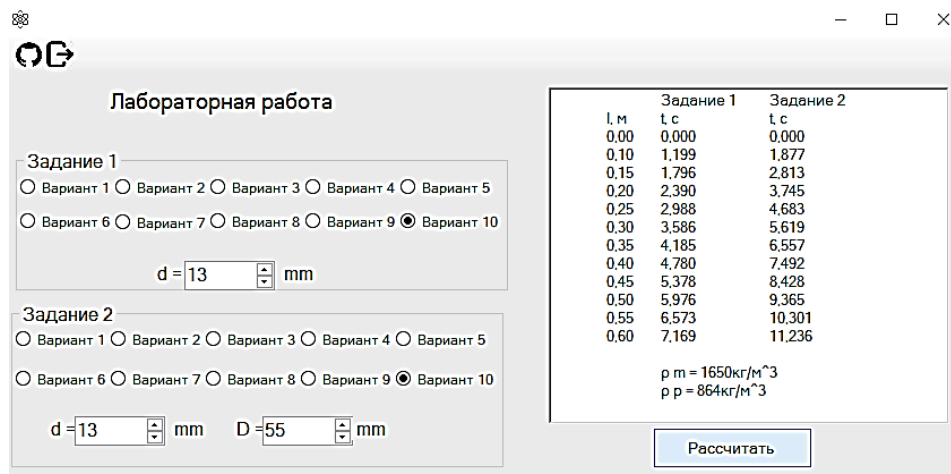 Лабораторная работа
Задание 1
Вариант 1 Вариант 2 Вариант 3 Вариант 4 Вариант 5
Вариант 6 Вариант 7 Вариант 8 Вариант 9 Вариант 10
d = 13 mm
Задание 2
Вариант 1 Вариант 2 Вариант 3 Вариант 4 Вариант 5
Вариант 6 Вариант 7 Вариант 8 Вариант 9 Вариант 10
d = 13 mm D = 55 mm
Задание 1 Задание 2
l, м t, с t, с
0,00 0,000 0,000
0,10 1,199 1,877
0,15 1,796 2,813
0,20 2,390 3,745
0,25 2,988 4,683
0,30 3,586 5,619
0,35 4,185 6,557
0,40 4,780 7,492
0,45 5,378 8,428
0,50 5,976 9,365
0,55 6,573 10,301
0,60 7,169 11,236
ρ m = 1650кг/м^3
ρ p = 864кг/м^3
Рассчитать